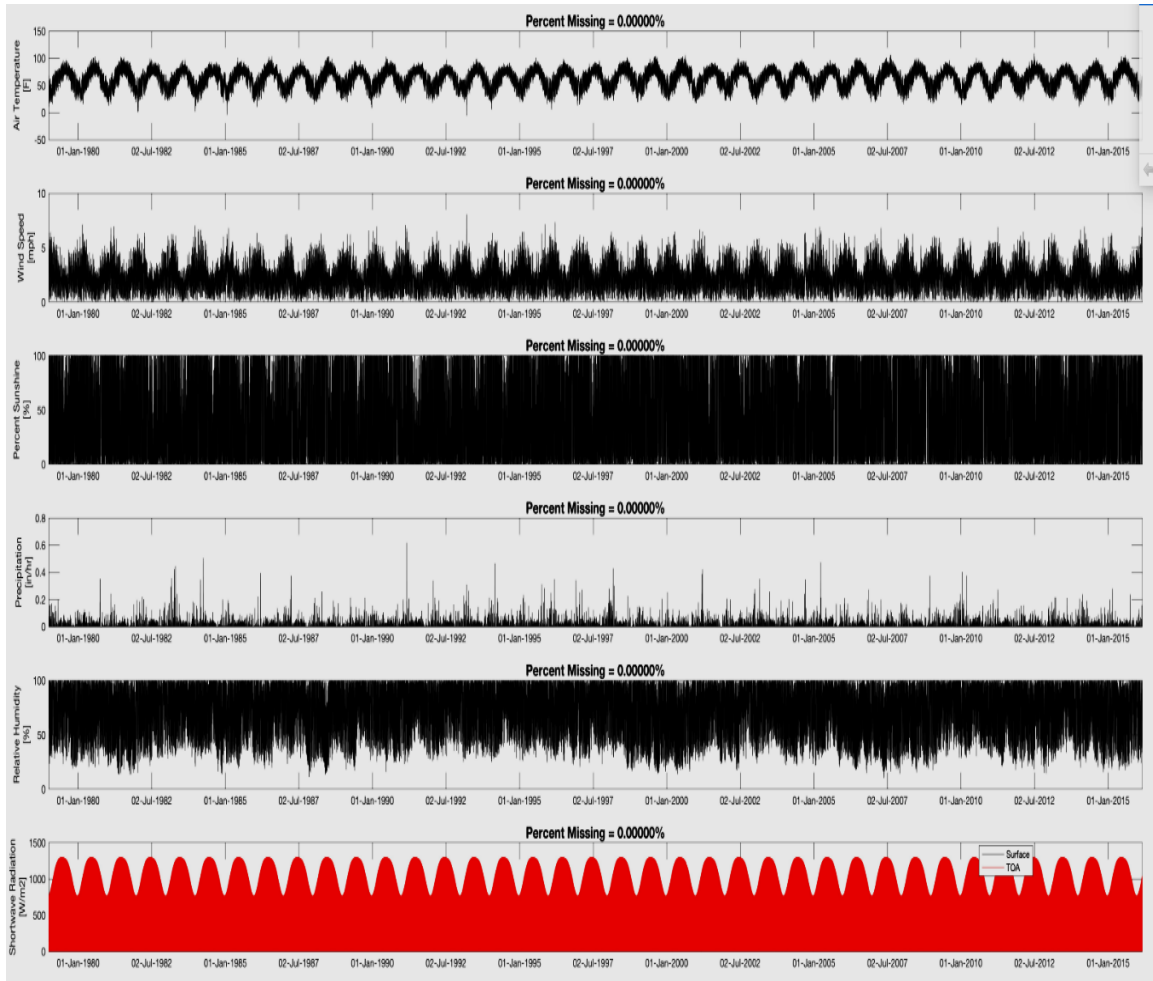 Percent Missing = 0.00000%
Air Temperature
[F]
150
100
50
0
-50
01-Jan-1980 02-Jul-1982 01-Jan-1985 02-Jul-1987 01-Jan-1990 02-Jul-1992 01-Jan-1995 02-Jul-1997 01-Jan-2000 02-Jul-2002 01-Jan-2005 02-Jul-2007 01-Jan-2010 02-Jul-2012 01-Jan-2015
Percent Missing = 0.00000%
Wind Speed
[mph]
10
5
0
01-Jan-1980 02-Jul-1982 01-Jan-1985 02-Jul-1987 01-Jan-1990 02-Jul-1992 01-Jan-1995 02-Jul-1997 01-Jan-2000 02-Jul-2002 01-Jan-2005 02-Jul-2007 01-Jan-2010 02-Jul-2012 01-Jan-2015
Percent Missing = 0.00000%
Percent Sunshine
[%]
100
50
0
01-Jan-1980 02-Jul-1982 01-Jan-1985 02-Jul-1987 01-Jan-1990 02-Jul-1992 01-Jan-1995 02-Jul-1997 01-Jan-2000 02-Jul-2002 01-Jan-2005 02-Jul-2007 01-Jan-2010 02-Jul-2012 01-Jan-2015
Percent Missing = 0.00000%
Precipitation
[in/hr]
0.8
0.6
0.4
0.2
0
01-Jan-1980 02-Jul-1982 01-Jan-1985 02-Jul-1987 01-Jan-1990 02-Jul-1992 01-Jan-1995 02-Jul-1997 01-Jan-2000 02-Jul-2002 01-Jan-2005 02-Jul-2007 01-Jan-2010 02-Jul-2012 01-Jan-2015
Percent Missing = 0.00000%
Relative Humidity
[%]
100
50
0
01-Jan-1980 02-Jul-1982 01-Jan-1985 02-Jul-1987 01-Jan-1990 02-Jul-1992 01-Jan-1995 02-Jul-1997 01-Jan-2000 02-Jul-2002 01-Jan-2005 02-Jul-2007 01-Jan-2010 02-Jul-2012 01-Jan-2015
Percent Missing = 0.00000%
Shortwave Radiation
[W/m2]
1500
1000
500
0
Surface
TOA
01-Jan-1980 02-Jul-1982 01-Jan-1985 02-Jul-1987 01-Jan-1990 02-Jul-1992 01-Jan-1995 02-Jul-1997 01-Jan-2000 02-Jul-2002 01-Jan-2005 02-Jul-2007 01-Jan-2010 02-Jul-2012 01-Jan-2015